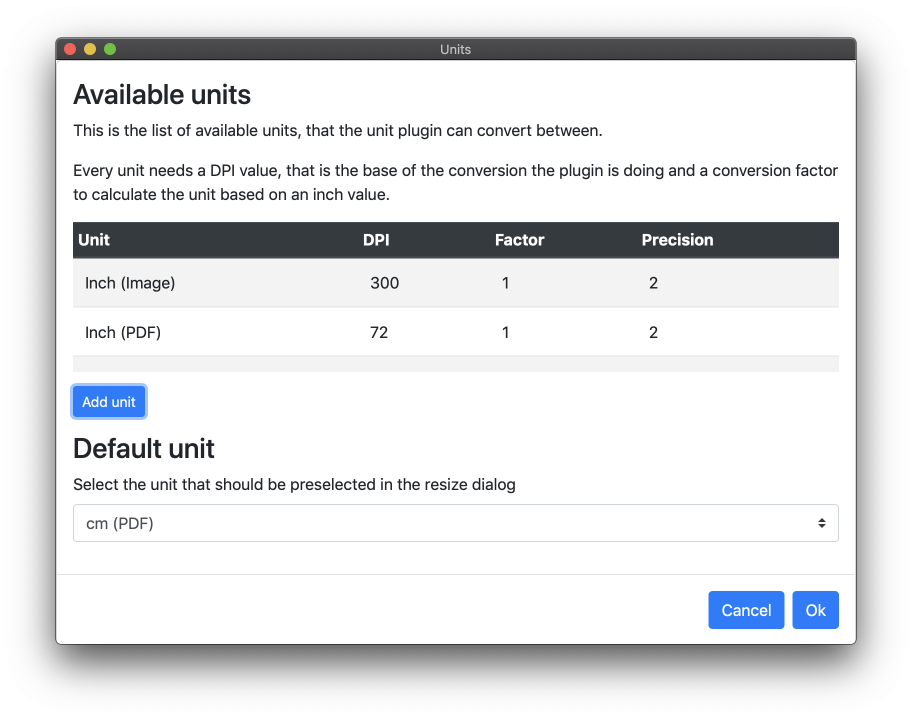 Units
Available units
This is the list of available units, that the unit plugin can convert between.
Every unit needs a DPI value, that is the base of the conversion the plugin is doing and a conversion factor
to calculate the unit based on an inch value.
Unit DPI Factor Precision
Inch (Image) 300 1 2
Inch (PDF) 72 1 2
Add unit
Default unit
Select the unit that should be preselected in the resize dialog
cm (PDF)
Cancel Ok